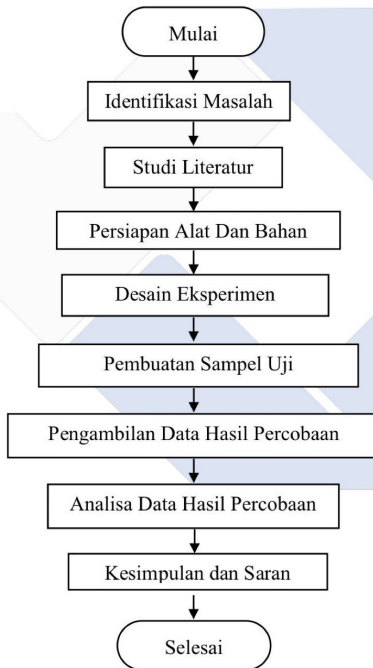 Mulai
Identifikasi Masalah
Studi Literatur
Persiapan Alat Dan Bahan
Desain Eksperimen
Pembuatan Sampel Uji
Pengambilan Data Hasil Percobaan
Analisa Data Hasil Percobaan
Kesimpulan dan Saran
Selesai